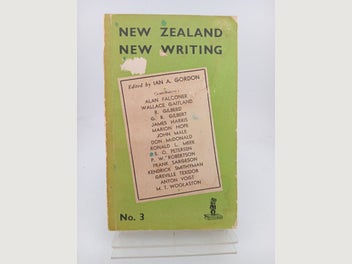 NEW ZEALAND
NEW WRITING
Edited by IAN A. GORDON
Contributors:
ALAN FALCONER
WALLACE GAITLAND
R. GILBERD
G. R. GILBERT
JAMES HARRIS
MARION HOPE
JOHN MALE
DON McDONALD
RONALD L. MEEK
E. O. PETERSEN
P. W. ROBERTSON
FRANK SARGESON
KENDRICK SMITHYMAN
GREVILLE TEXIDOR
ANTON VOGT
M. T. WOOLASTON
No. 3